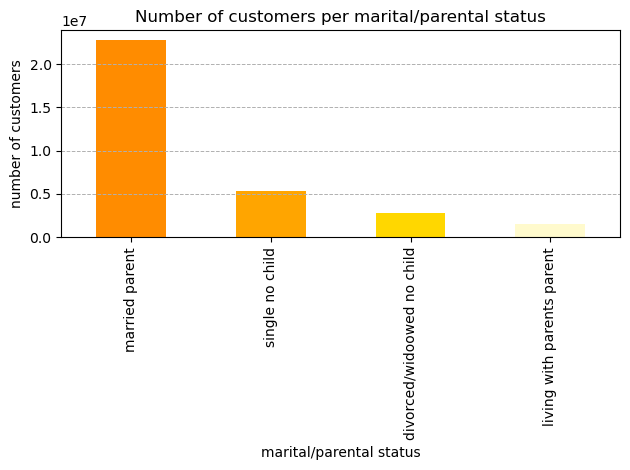 Number of customers per marital/parental status
1e7
number of customers
2.0
1.5
1.0
0.5
0.0
married parent
single no child
divorced/widoowed no child
living with parents parent
marital/parental status